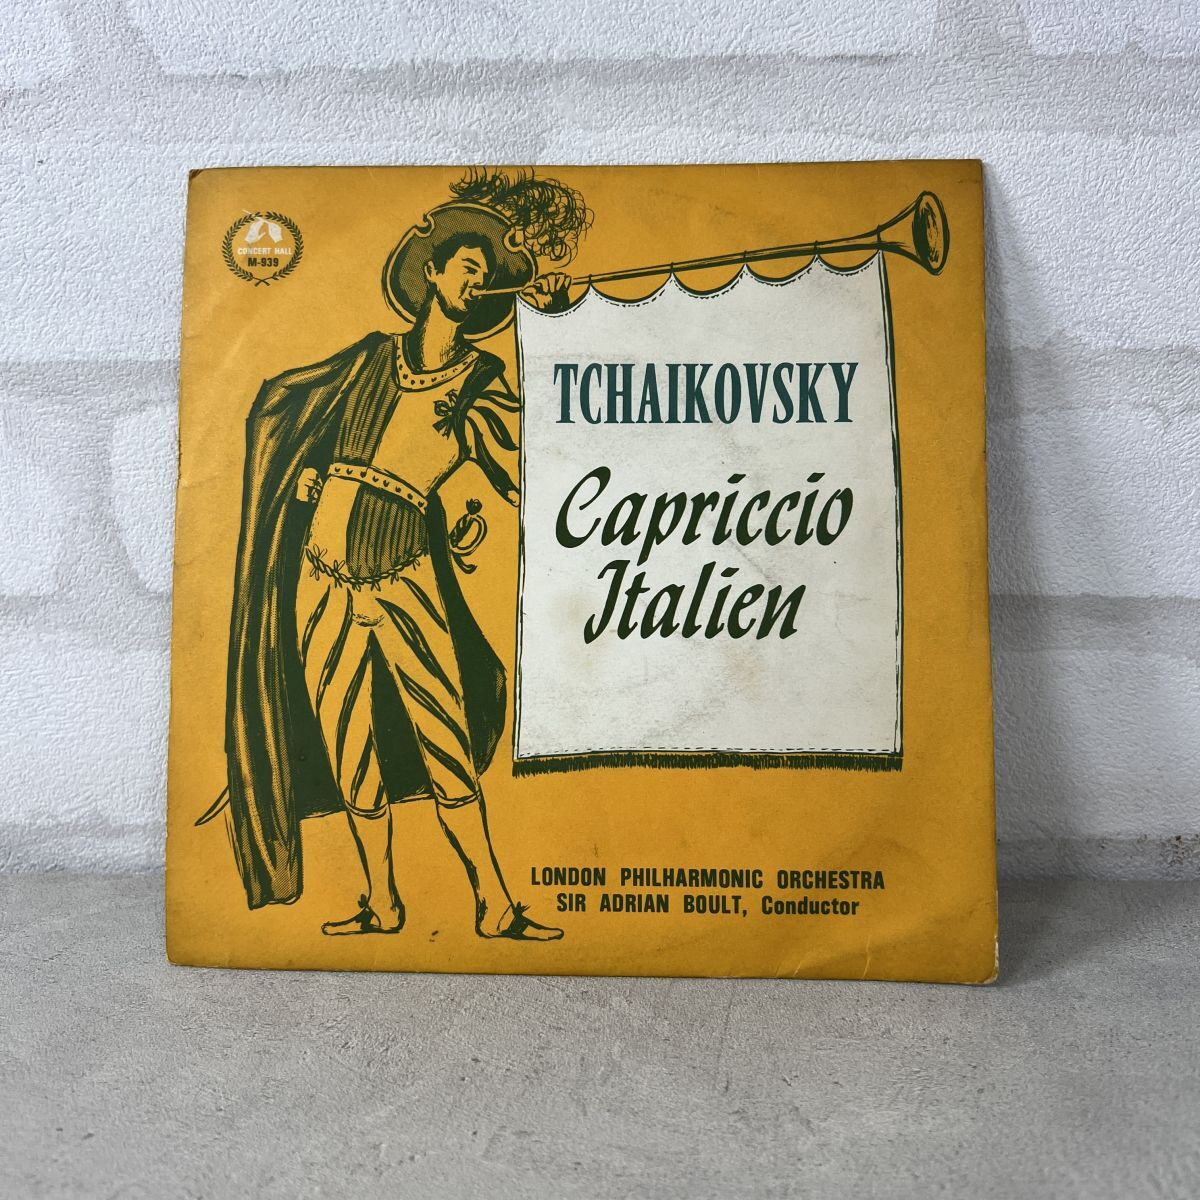 CONCERT HALL
M-939
TCHAIKOVSKY
Capriccio
Italien
LONDON PHILHARMONIC ORCHESTRA
SIR ADRIAN BOULT, Conductor